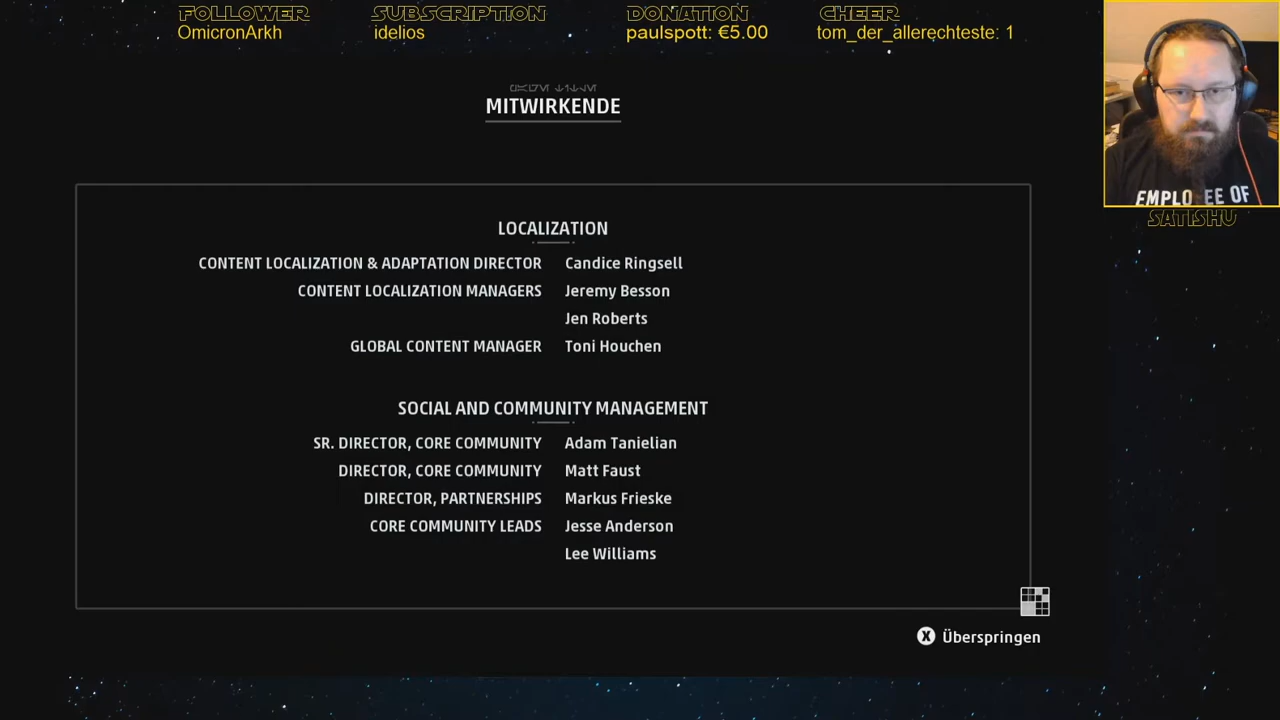 FOLLOWER SUBSCRIPTION DONATION CHEER
OmicronArkh idelios paulspott: €5.00 tom_der_allerechteste: 1
MITWIRKENDE
EMPLO EE OF
SATISHU
LOCALIZATION
CONTENT LOCALIZATION & ADAPTATION DIRECTOR Candice Ringsell
CONTENT LOCALIZATION MANAGERS Jeremy Besson
Jen Roberts
GLOBAL CONTENT MANAGER Toni Houchen
SOCIAL AND COMMUNITY MANAGEMENT
SR. DIRECTOR, CORE COMMUNITY Adam Tanielian
DIRECTOR, CORE COMMUNITY Matt Faust
DIRECTOR, PARTNERSHIPS Markus Frieske
CORE COMMUNITY LEADS Jesse Anderson
Lee Williams
X Überspringen